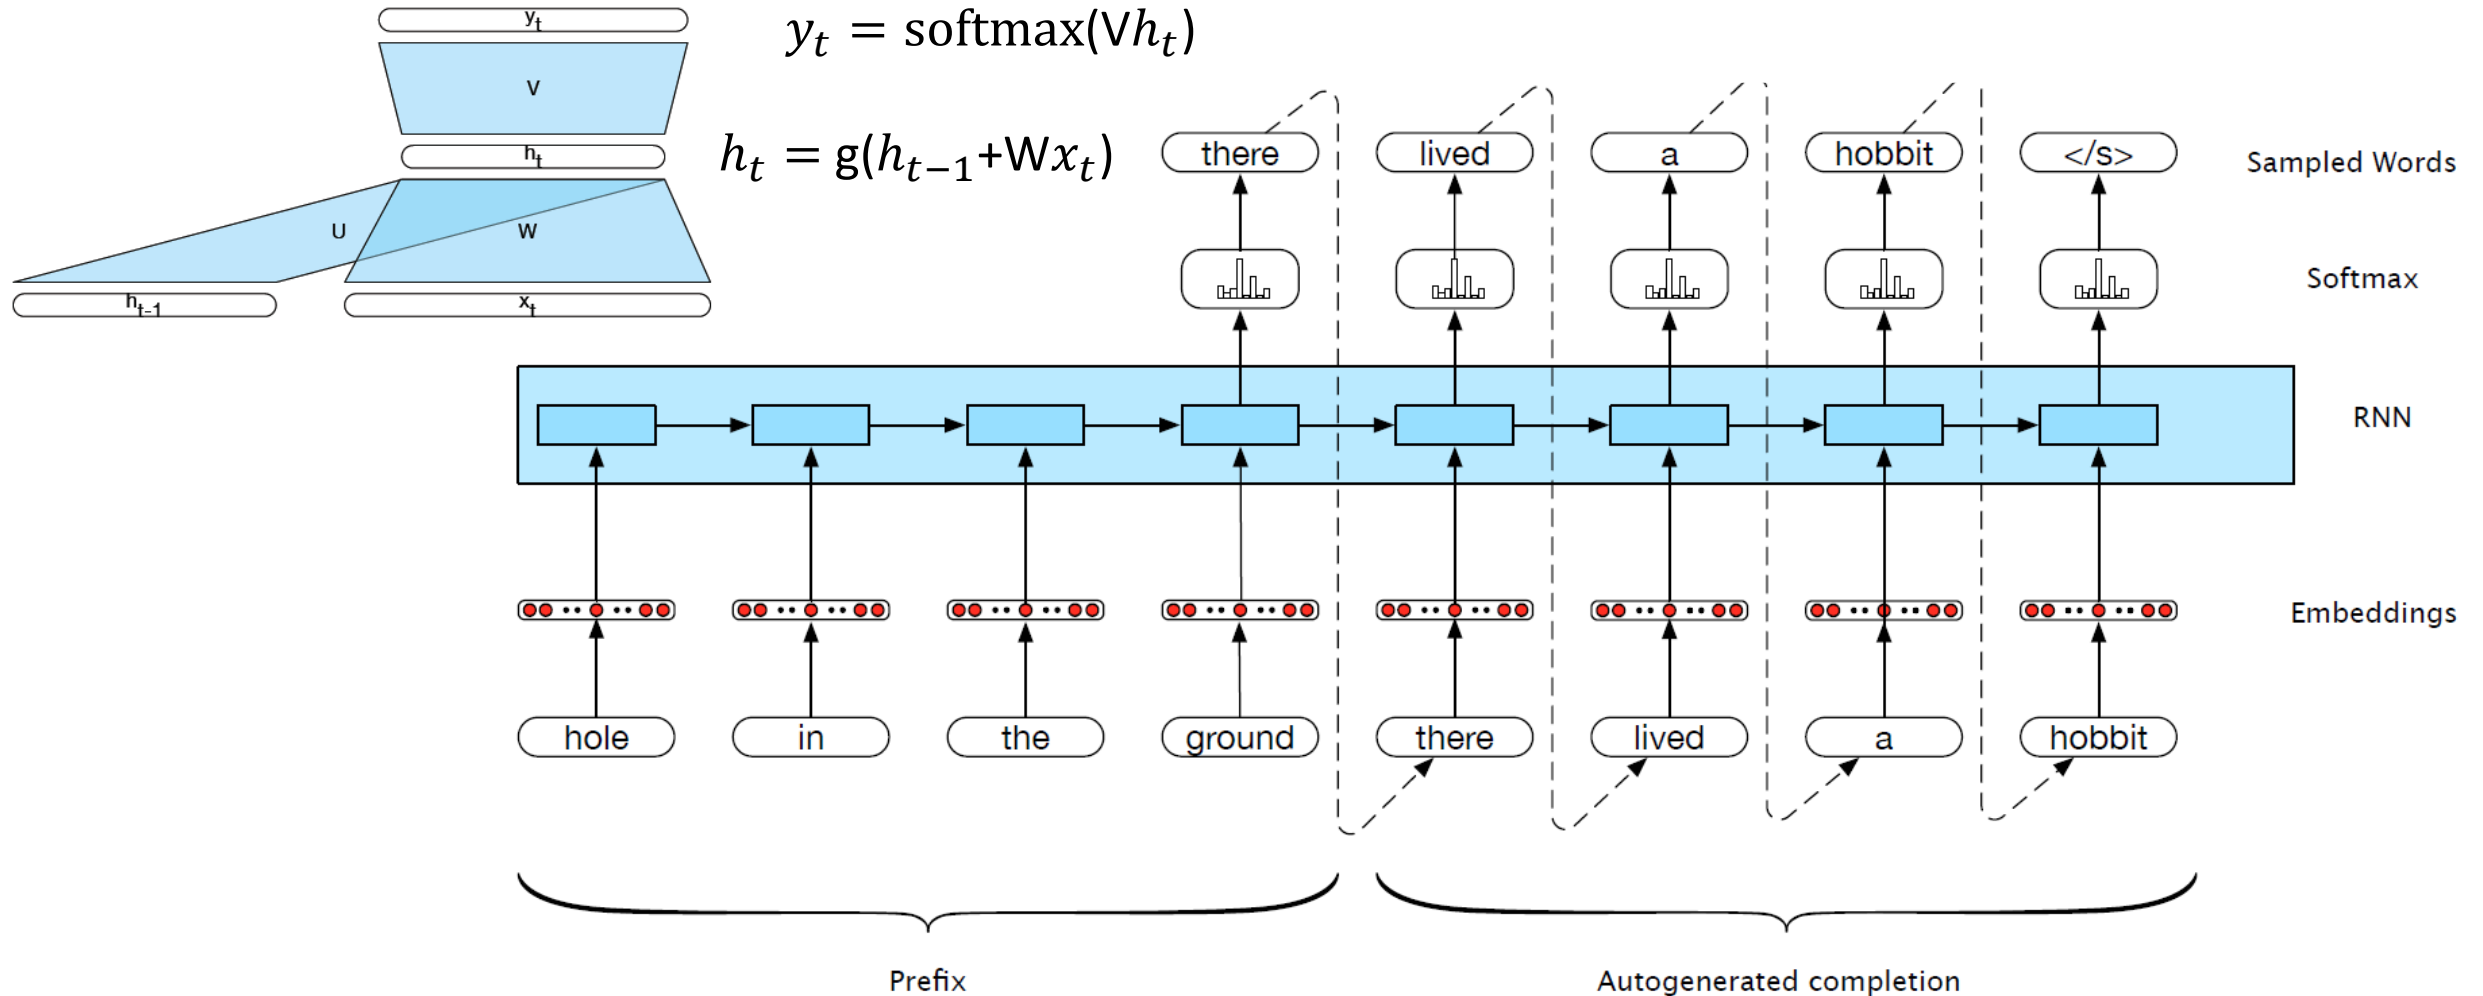 y_t
y_t = softmax(Vh_t)
V
h_t
h_t = g(h_{t−1}+Wx_t)
U
W
h_{t-1}
x_t
there lived a hobbit </s> Sampled Words
Softmax
RNN
Embeddings
hole in the ground there lived a hobbit
Prefix Autogenerated completion